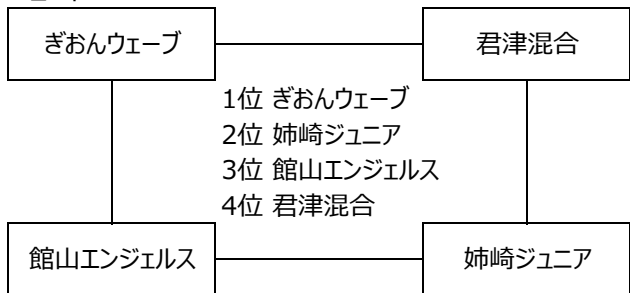 ぎおんウェーブ
君津混合
1位 ぎおんウェーブ
2位 姉崎ジュニア
3位 館山エンジェルス
4位 君津混合
館山エンジェルス
姉崎ジュニア